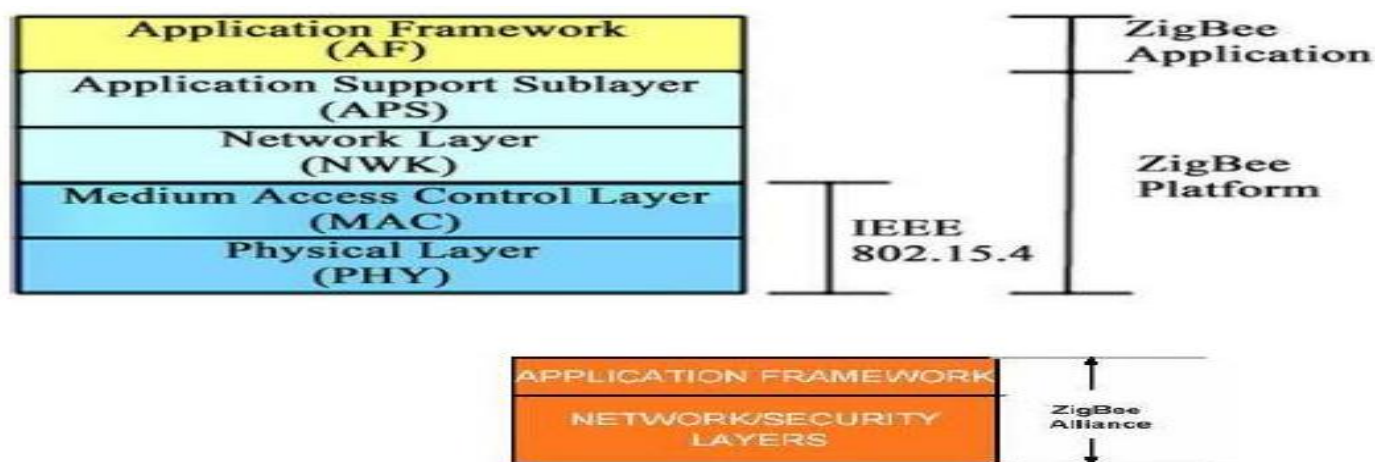 Application Framework
(AF)
Application Support Sublayer
(APS)
Network Layer
(NWK)
Medium Access Control Layer
(MAC)
Physical Layer
(PHY)
IEEE
802.15.4
ZigBee
Application
ZigBee
Platform
APPLICATION FRAMEWORK
NETWORK/SECURITY
LAYERS
ZigBee
Alliance